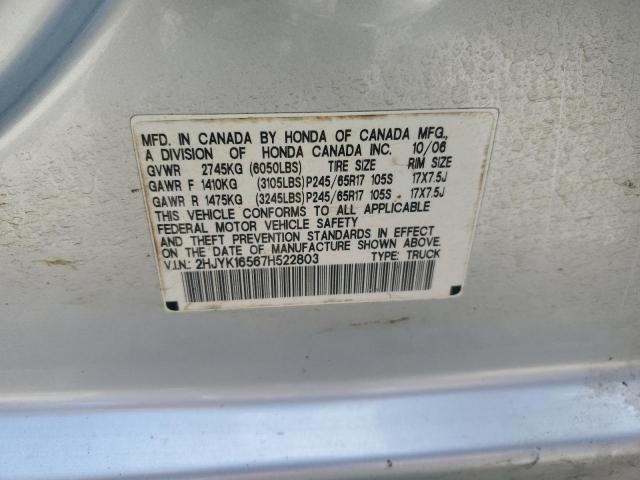 MFD. IN CANADA BY HONDA OF CANADA MFG.,
A DIVISION OF HONDA CANADA INC. 10/06
GVWR 2745KG (6050LBS) TIRE SIZE RIM SIZE
GAWR F 1410KG (3105LBS)P245/65R17 105S 17X7.5J
GAWR R 1475KG (3245LBS)P245/65R17 105S 17X7.5J
THIS VEHICLE CONFORMS TO ALL APPLICABLE
FEDERAL MOTOR VEHICLE SAFETY
AND THEFT PREVENTION STANDARDS IN EFFECT
ON THE DATE OF MANUFACTURE SHOWN ABOVE.
V.I.N.: 2HJYK16567H522803 TYPE: TRUCK